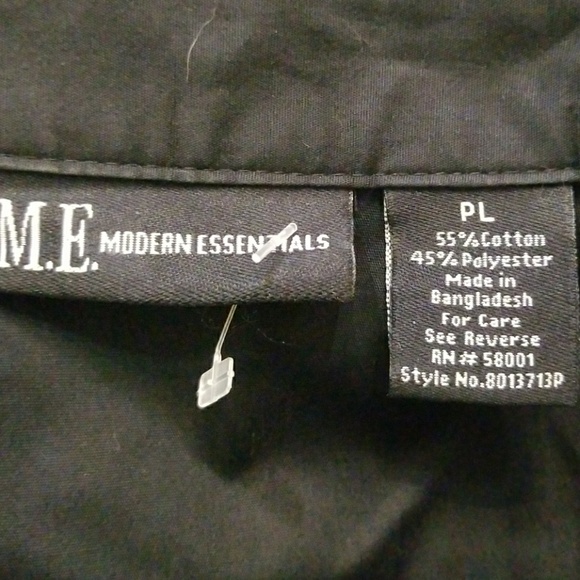 M.E. MODERN ESSENTIALS
PL
55% Cotton
45% Polyester
Made in
Bangladesh
For Care
See Reverse
RN# 58001
Style No.8013713P